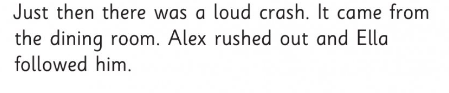 Just then there was a loud crash. It came from
the dining room. Alex rushed out and Ella
followed him.